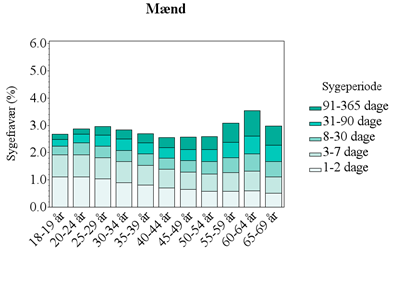 Mænd
Sygefravær (%)
6.0
5.0
4.0
3.0
2.0
1.0
0.0
18-19 år
20-24 år
25-29 år
30-34 år
35-39 år
40-44 år
45-49 år
50-54 år
55-59 år
60-64 år
65-69 år
Sygeperiode
91-365 dage
31-90 dage
8-30 dage
3-7 dage
1-2 dage